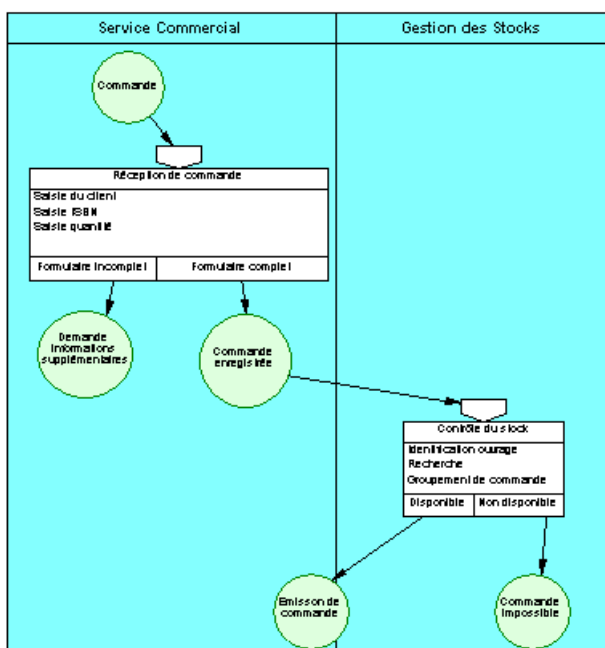 Service Commercial
Gestion des Stocks
Commande
Réception de commande
Saisie du client
Saisie ISBN
Saisie quantité
Formulaire incomplet
Formulaire complet
Demande
Informations
supplémentaires
Commande
enregistrée
Contrôle du stock
Identification ouvrage
Recherche
Groupement de commande
Disponible
Non disponible
Emisson de
commande
Commande
Impossible